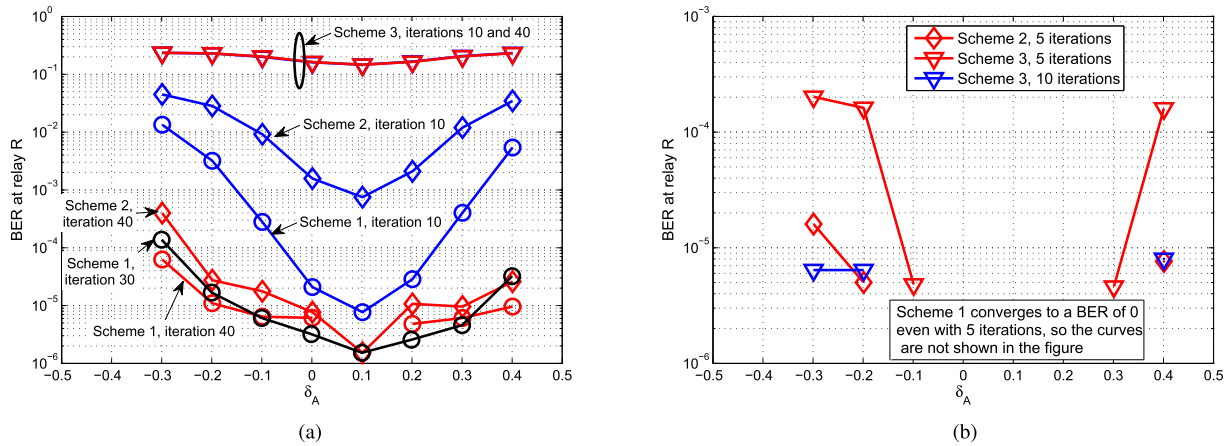 10^0
10^-1
10^-2
10^-3
10^-4
10^-5
10^-6
BER at relay R
Scheme 3, iterations 10 and 40
Scheme 2, iteration 10
Scheme 1, iteration 10
Scheme 2,
iteration 40
Scheme 1,
iteration 30
Scheme 1, iteration 40
−0.5 −0.4 −0.3 −0.2 −0.1 0 0.1 0.2 0.3 0.4 0.5
δ_A
(a)
10^-3
10^-4
10^-5
10^-6
BER at relay R
Scheme 2, 5 iterations
Scheme 3, 5 iterations
Scheme 3, 10 iterations
Scheme 1 converges to a BER of 0
even with 5 iterations, so the curves
are not shown in the figure
−0.5 −0.4 −0.3 −0.2 −0.1 0 0.1 0.2 0.3 0.4 0.5
δ_A
(b)